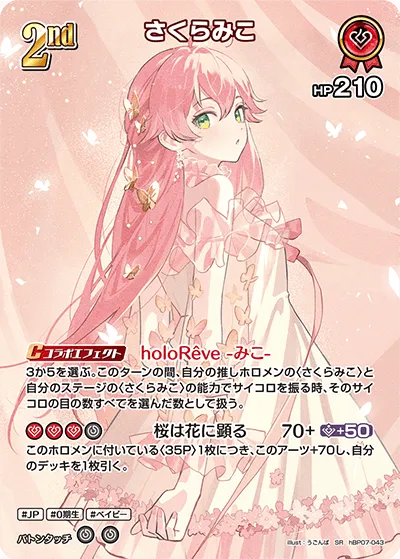 2nd
さくらみこ
HP210
Cコラボエフェクト holoRêve -みこ-
3か5を選ぶ。このターンの間、自分の推しホロメンの〈さくらみこ〉と
自分のステージの〈さくらみこ〉の能力でサイコロを振る時、そのサイ
コロの目の数すべてを選んだ数として扱う。
桜は花に顕る 70+ +50
このホロメンに付いている〈35P〉1枚につき、このアーツ+70し、自分
のデッキを1枚引く。
#JP #0期生 #ベイビー
バトンタッチ
illust : うごんば SR hBP07-043